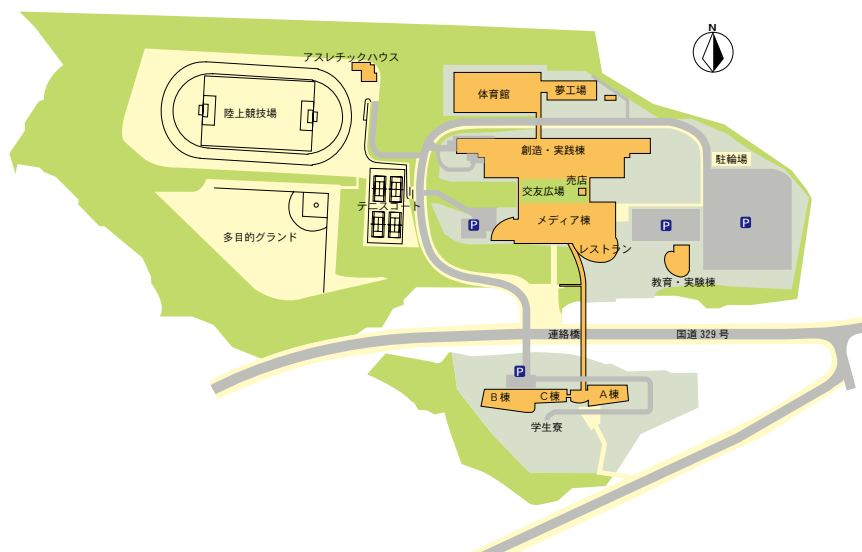 N
アスレチックハウス
体育館
夢工場
陸上競技場
創造・実践棟
駐輪場
売店
交友広場
テニスコート
メディア棟
P
P
P
多目的グランド
レストラン
教育・実験棟
連絡橋
国道 329 号
P
B 棟
C 棟
A 棟
学生寮